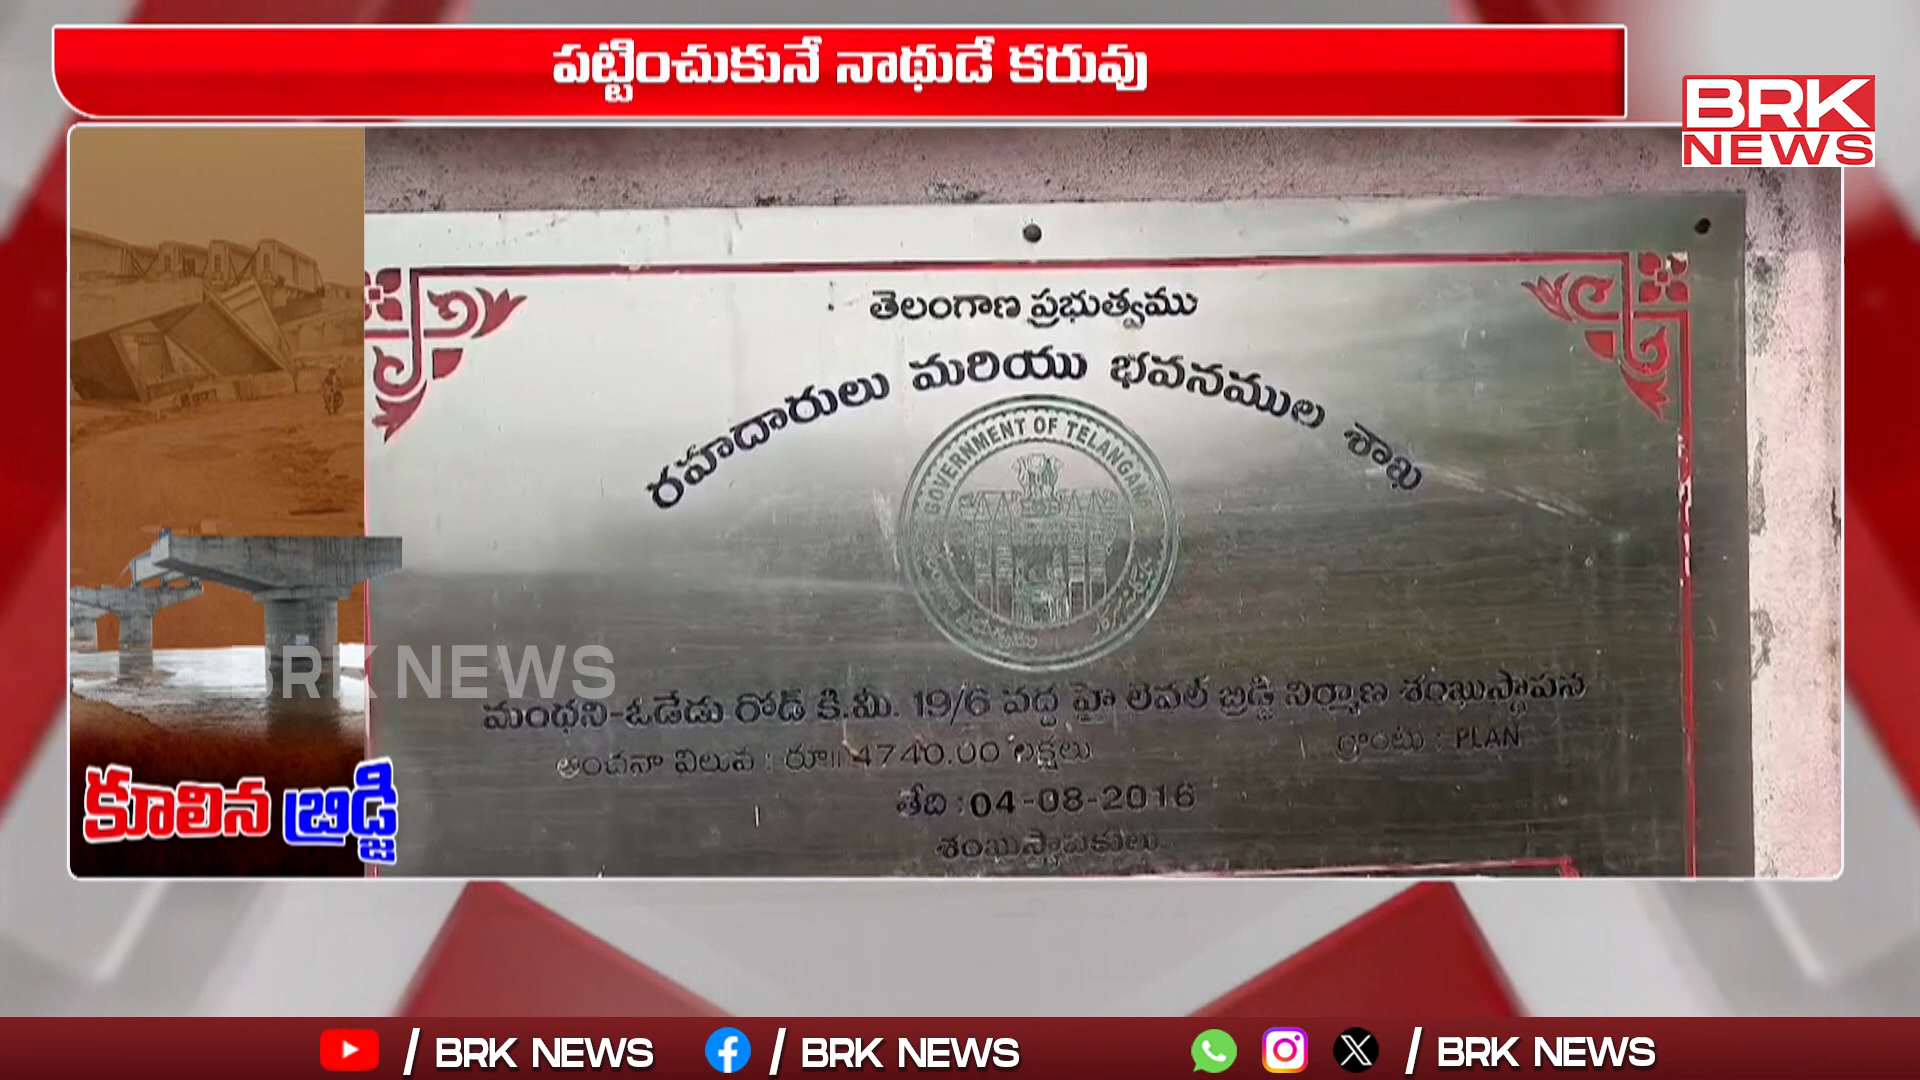 పట్టించుకునే నాథుడే కరువు
BRK
NEWS
తెలంగాణ ప్రభుత్వము
రహదారులు మరియు భవనముల శాఖ
GOVERNMENT OF TELANGANA
BRK NEWS
మంథని-ఓడేడు రోడ్ కి.మీ. 19/6 వద్ద హై లెవల్ బ్రిడ్జి నిర్మాణ శంఖుస్థాపన
అంచనా విలువ : రూ॥ 4740.00 లక్షలు
గ్రాంటు : PLAN
తేది : 04-08-2016
శంఖుస్థాపకులు
కూలిన బ్రిడ్జి
/ BRK NEWS
/ BRK NEWS
/ BRK NEWS